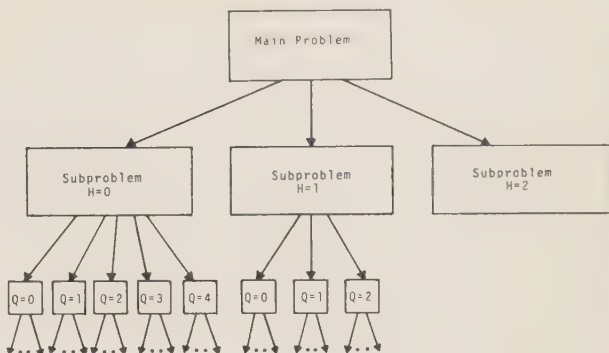 Main Problem
Subproblem
H=0
Subproblem
H=1
Subproblem
H=2
Q=0
Q=1
Q=2
Q=3
Q=4
Q=0
Q=1
Q=2